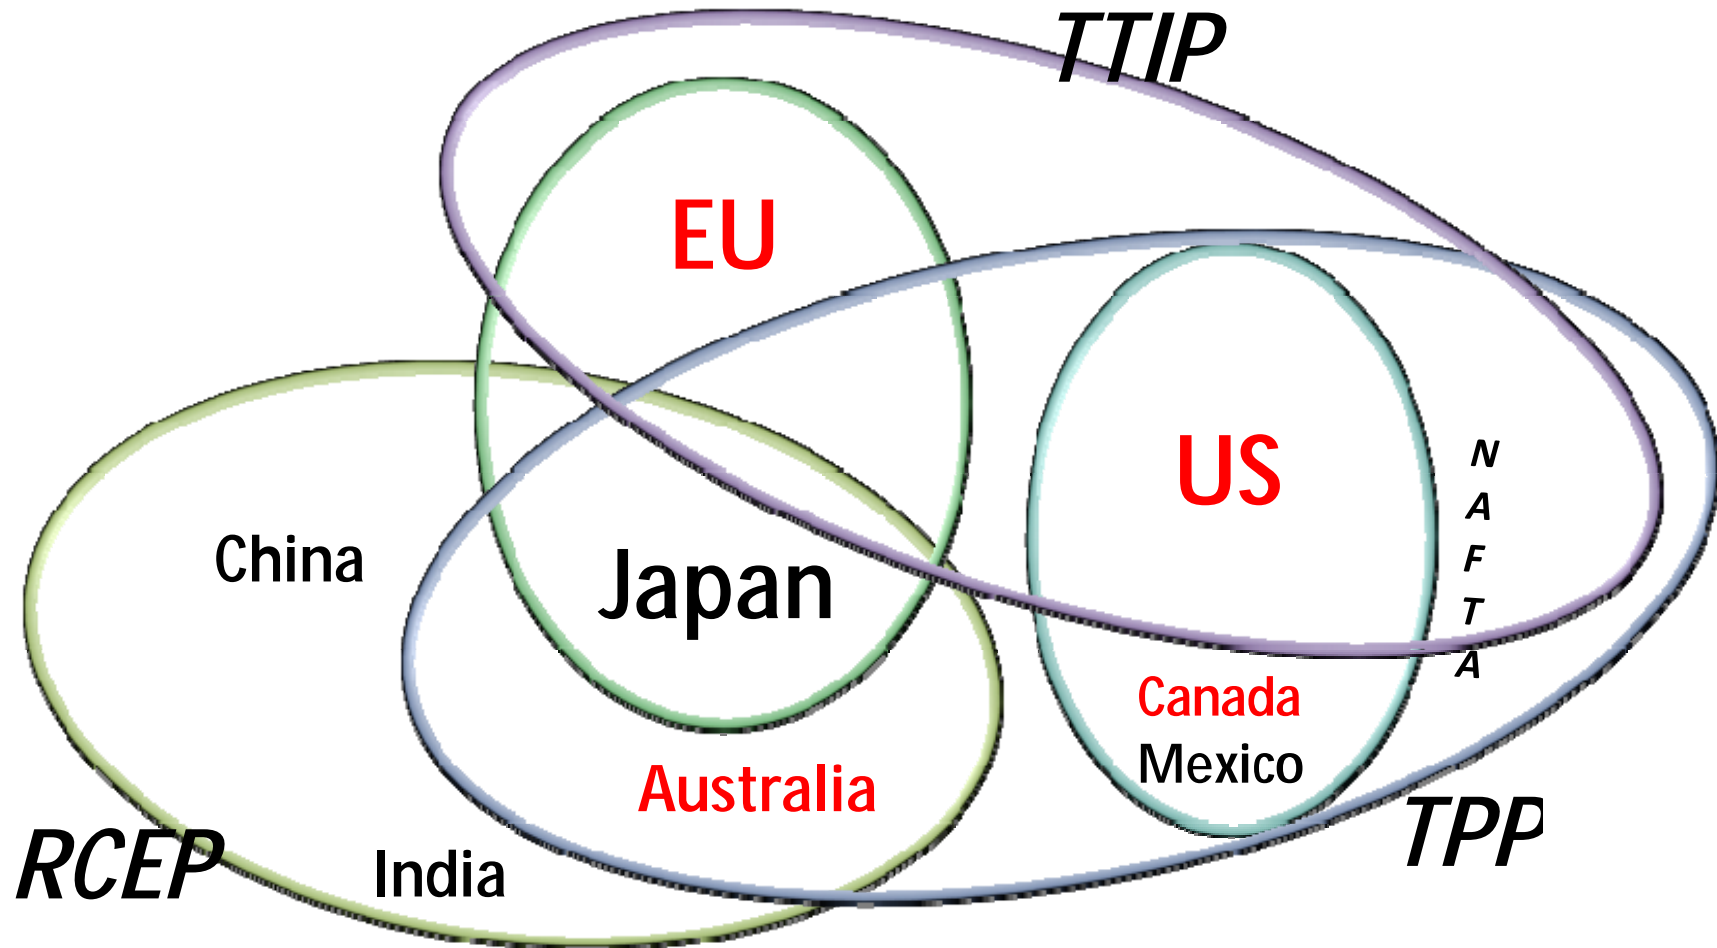 TTIP
EU
US
N
A
F
T
A
China
Japan
Canada
Mexico
Australia
TPP
RCEP
India